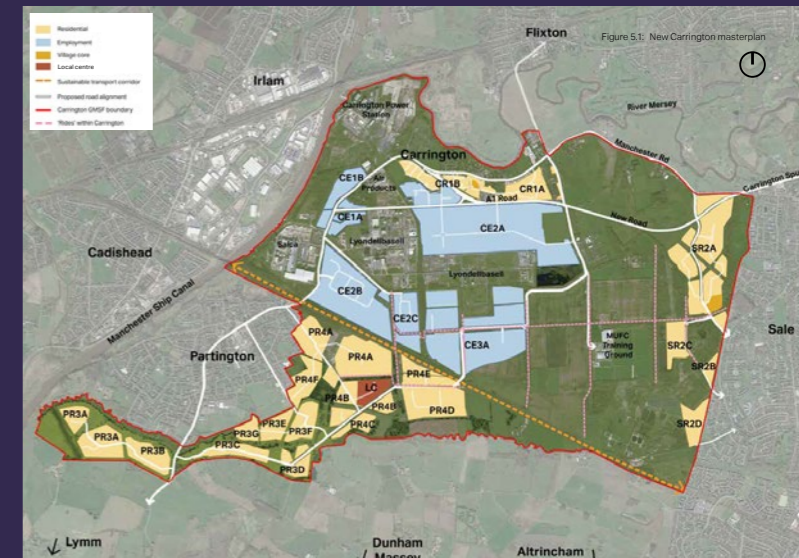 Figure 5.1: New Carrington masterplan
Residential
Employment
Village core
Local centre
Sustainable transport corridor
Proposed road alignment
Carrington GMSF boundary
'Rides' within Carrington
Flixton
Irlam
River Mersey
Carrington Power
Station
Manchester Rd
Carrington
Carrington Spu
CE1B
Air
Products
CR1B
CR1A
A1 Road
CE1A
New Road
CE2A
Saica
Lyondellbasell
SR2A
Cadishead
Lyondellbasell
CE2B
Manchester Ship Canal
CE2C
PR4A
Sale
CE3A
MUFC
Training
Ground
SR2C
Partington
PR4A
SR2B
PR4F
PR4E
LC
PR4B
PR4B
PR4D
PR3A
SR2D
PR3E
PR4C
PR3G
PR3F
PR3A
PR3C
PR3B
PR3D
Lymm
Dunham
Massey
Altrincham